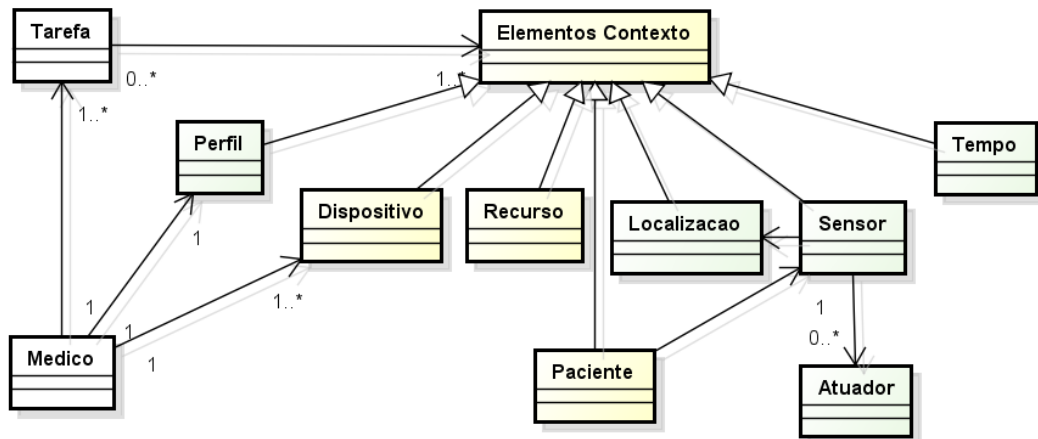 Tarefa
Elementos Contexto
0..*
1..*
1..*
Perfil
Tempo
Dispositivo
Recurso
Localizacao
Sensor
1
1..*
1
1
1
1
0..*
Medico
Paciente
Atuador